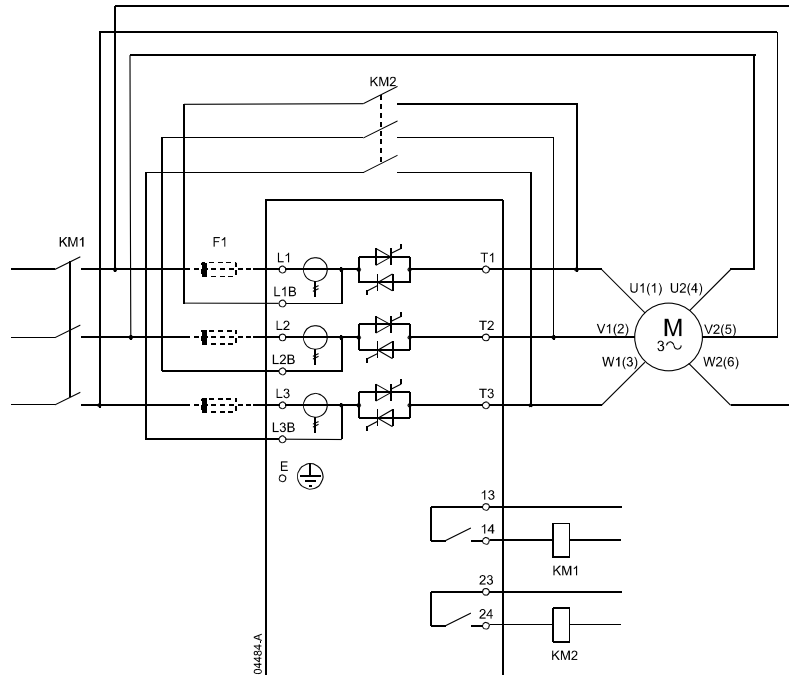 KM2
KM1
F1
L1
T1
L1B
U1(1) U2(4)
L2
T2
V1(2)
M
3~
V2(5)
L2B
W1(3)
W2(6)
L3
T3
L3B
E
13
14
KM1
23
24
KM2
04484.A